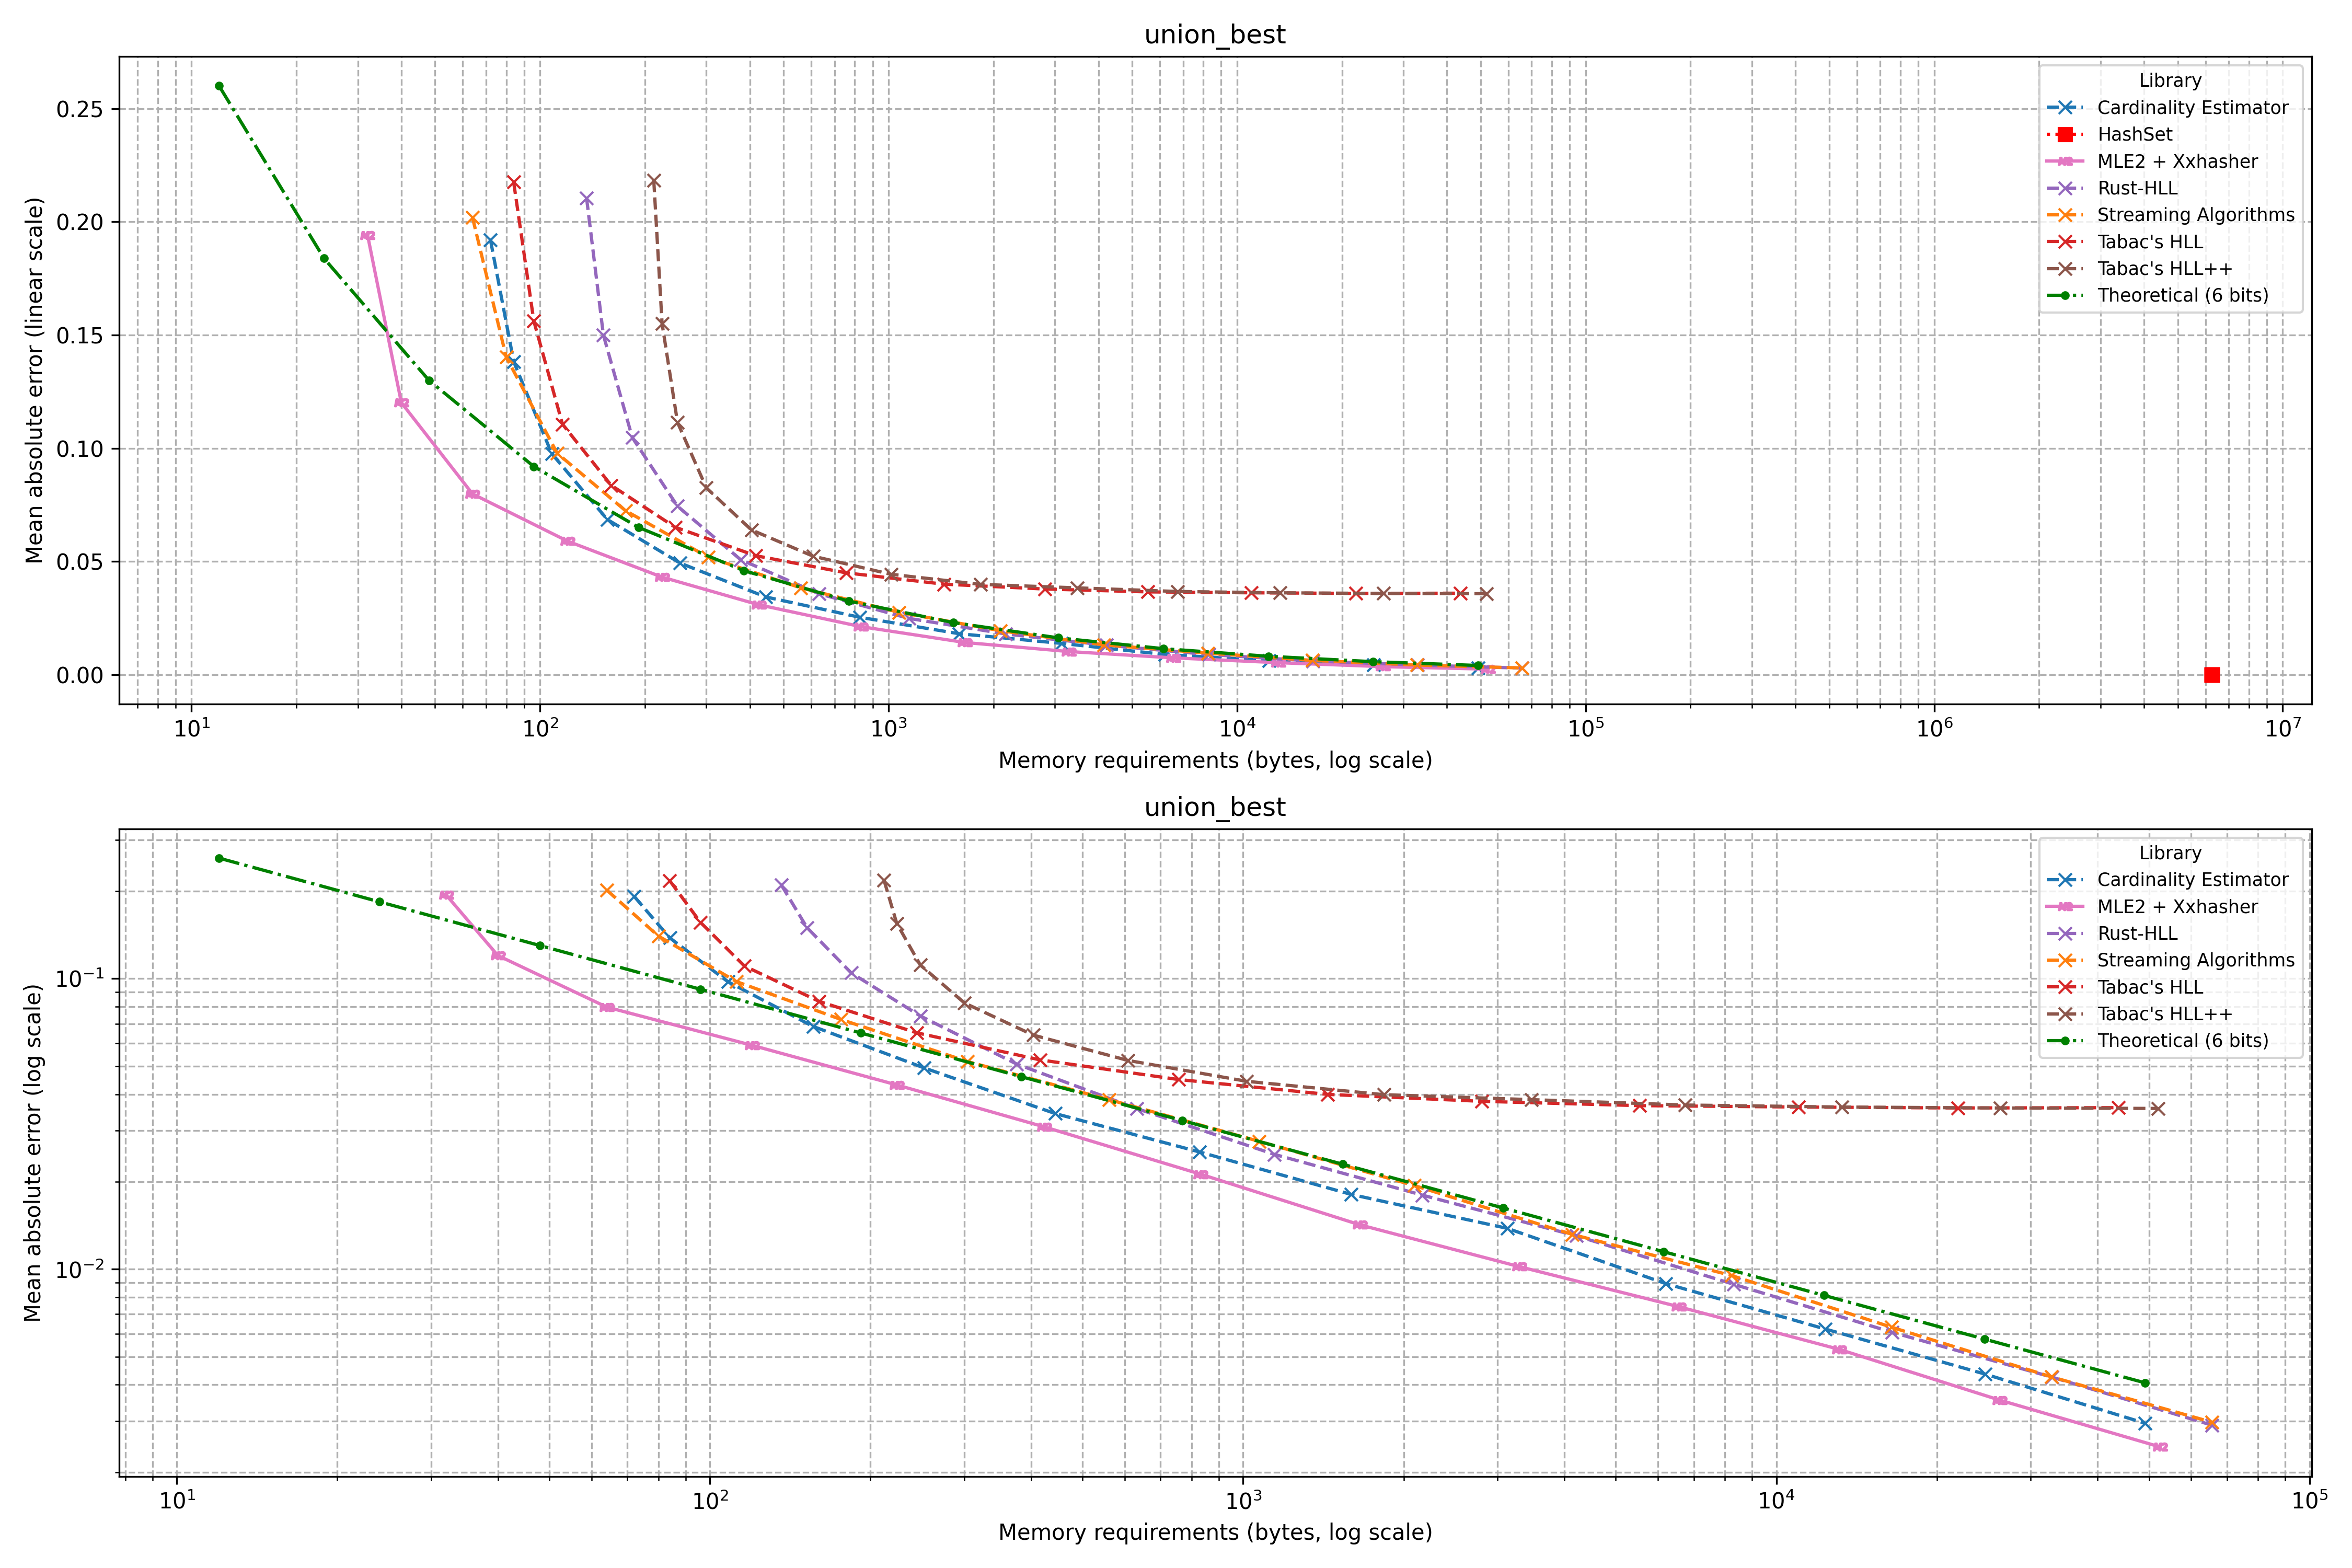 union_best
Mean absolute error (linear scale)
0.25
0.20
0.15
0.10
0.05
0.00
Library
Cardinality Estimator
HashSet
MLE2 + Xxhasher
Rust-HLL
Streaming Algorithms
Tabac's HLL
Tabac's HLL++
Theoretical (6 bits)
10¹ 10² 10³ 10⁴ 10⁵ 10⁶ 10⁷
Memory requirements (bytes, log scale)
union_best
Mean absolute error (log scale)
10⁻¹
10⁻²
Library
Cardinality Estimator
MLE2 + Xxhasher
Rust-HLL
Streaming Algorithms
Tabac's HLL
Tabac's HLL++
Theoretical (6 bits)
10¹ 10² 10³ 10⁴ 10⁵
Memory requirements (bytes, log scale)